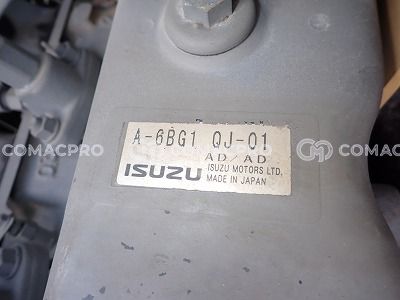 A-6BG1 QJ-01
AD/AD
ISUZU ISUZU MOTORS LTD.
MADE IN JAPAN
COMACPRO
COMACPRO